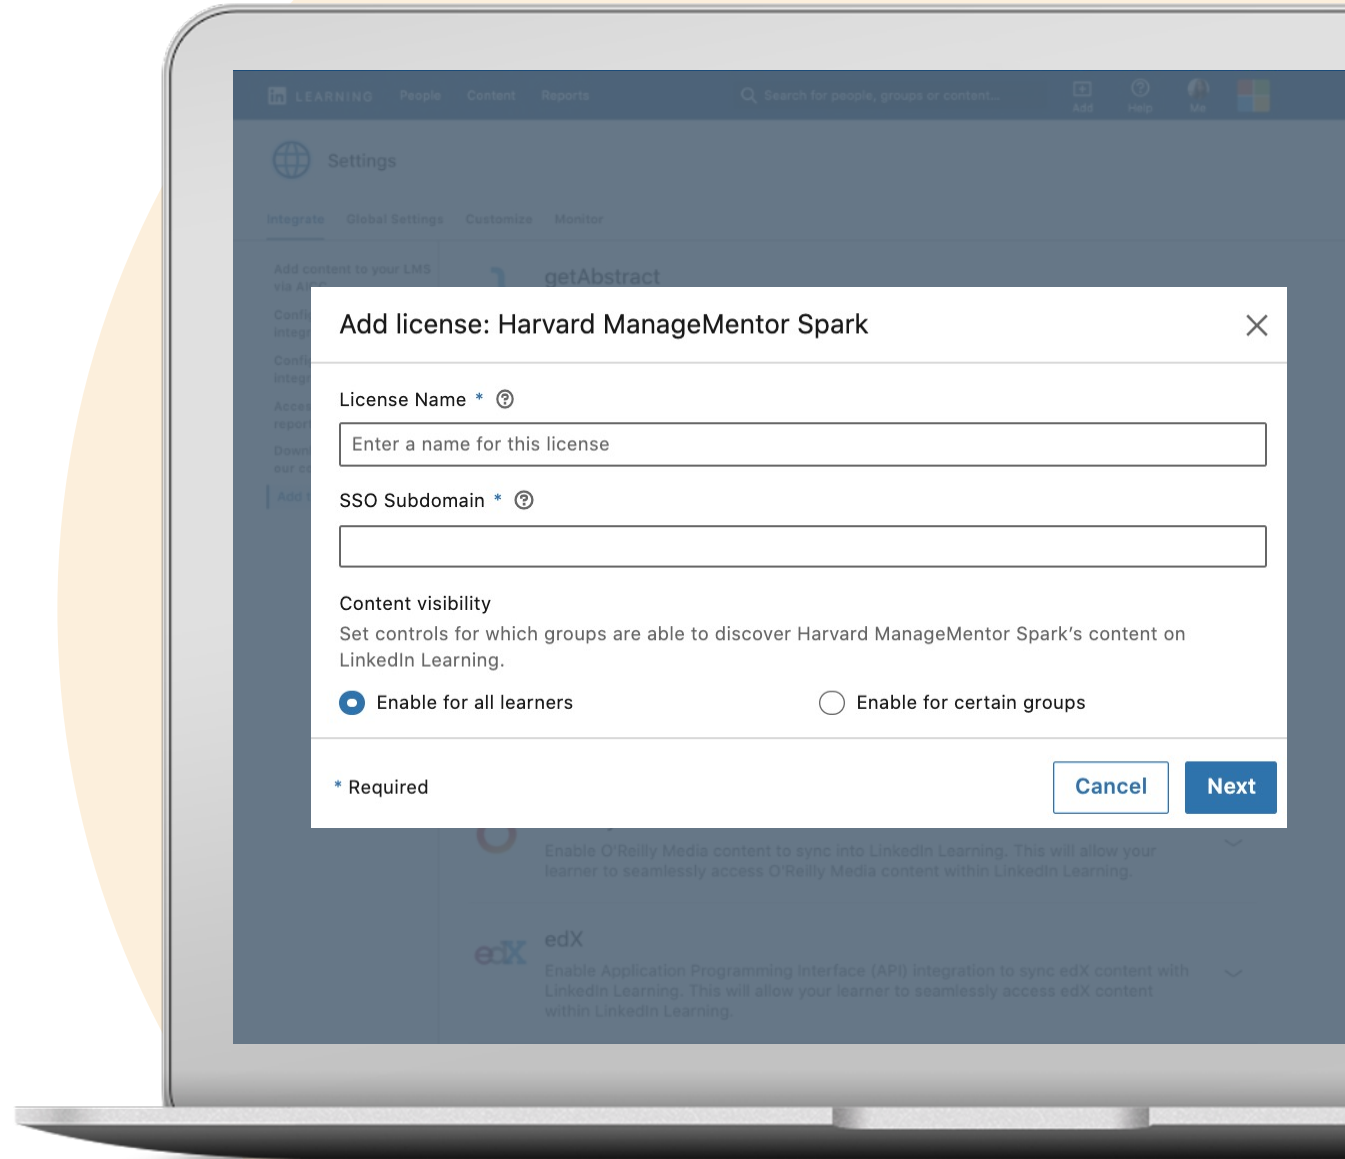 in LEARNING People Content Reports Search for people, groups or content... Add Help Me
Settings
Integrate Global Settings Customize Monitor
Add content to your LMS
via AICC
getAbstract
Add license: Harvard ManageMentor Spark
License Name *
Enter a name for this license
SSO Subdomain *
Content visibility
Set controls for which groups are able to discover Harvard ManageMentor Spark's content on
LinkedIn Learning.
Enable for all learners Enable for certain groups
* Required Cancel Next
Enable O'Reilly Media content to sync into LinkedIn Learning. This will allow your
learner to seamlessly access O'Reilly Media content within LinkedIn Learning.
edX
edX
Enable Application Programming Interface (API) integration to sync edX content with
LinkedIn Learning. This will allow your learner to seamlessly access edX content
within LinkedIn Learning.